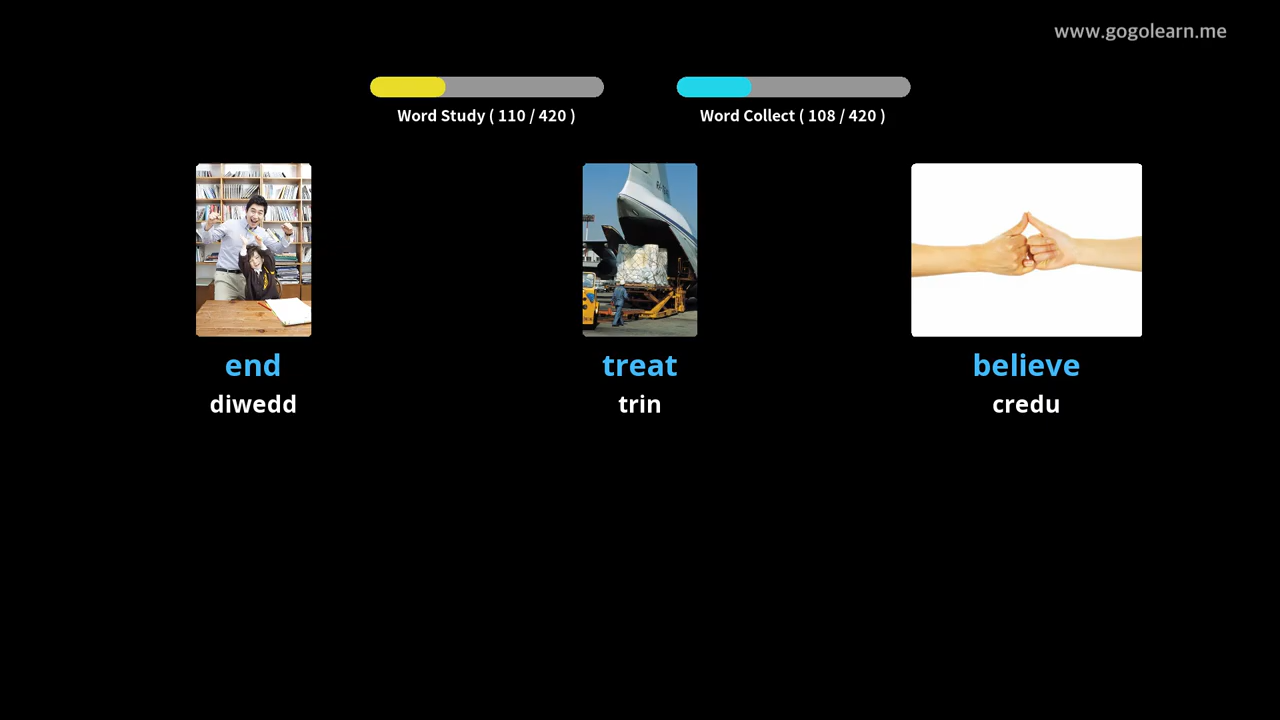 www.gogolearn.me
Word Study ( 110 / 420 )
Word Collect ( 108 / 420 )
end
treat
believe
diwedd
trin
credu